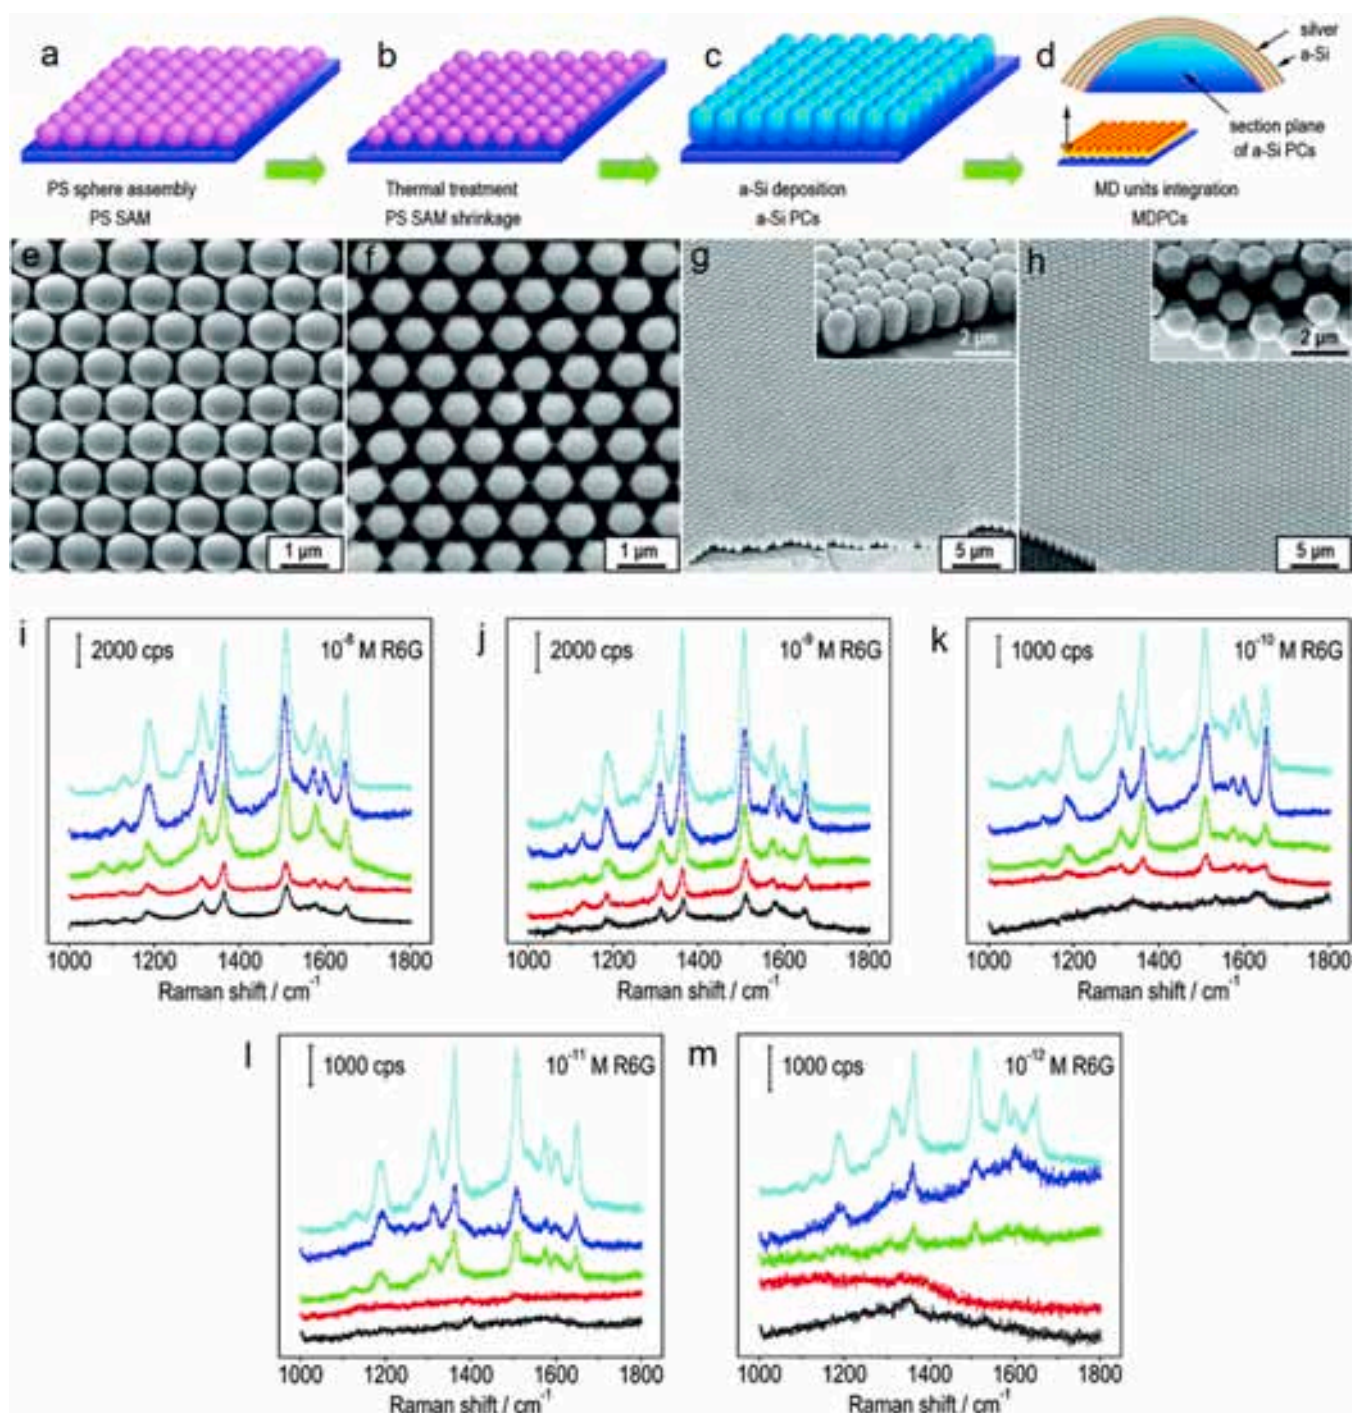 a
b
c
d
silver
a-Si
section plane
of a-Si PCs
PS sphere assembly
PS SAM
Thermal treatment
PS SAM shrinkage
a-Si deposition
a-Si PCs
MD units integration
MDPCs
e
f
g
h
2 µm
2 µm
1 µm
1 µm
5 µm
5 µm
i
2000 cps
10⁻⁸ M R6G
1000 1200 1400 1600 1800
Raman shift / cm⁻¹
j
2000 cps
10⁻⁹ M R6G
1000 1200 1400 1600 1800
Raman shift / cm⁻¹
k
1000 cps
10⁻¹⁰ M R6G
1000 1200 1400 1600 1800
Raman shift / cm⁻¹
l
1000 cps
10⁻¹¹ M R6G
1000 1200 1400 1600 1800
Raman shift / cm⁻¹
m
1000 cps
10⁻¹² M R6G
1000 1200 1400 1600 1800
Raman shift / cm⁻¹